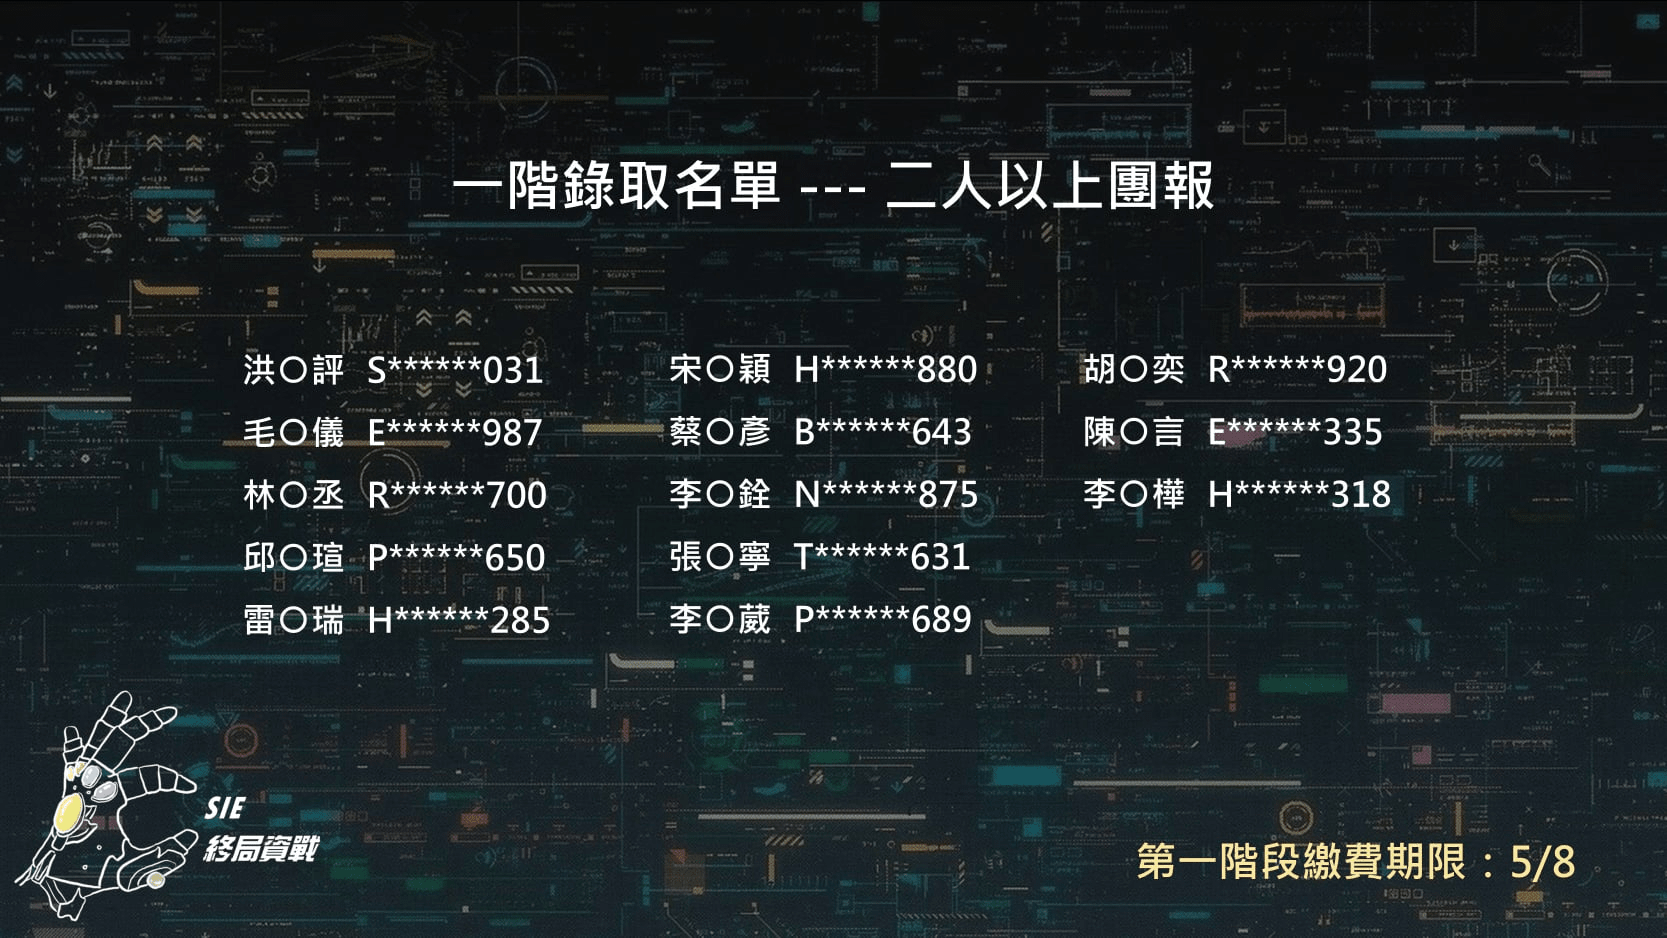 一階錄取名單 --- 二人以上團報
洪〇評 S******031
毛〇儀 E******987
林〇丞 R******700
邱〇瑄 P******650
雷〇瑞 H******285
宋〇穎 H******880
蔡〇彥 B******643
李〇銓 N******875
張〇寧 T******631
李〇葳 P******689
胡〇奕 R******920
陳〇言 E******335
李〇樺 H******318
SIE
終局資戰
第一階段繳費期限：5/8